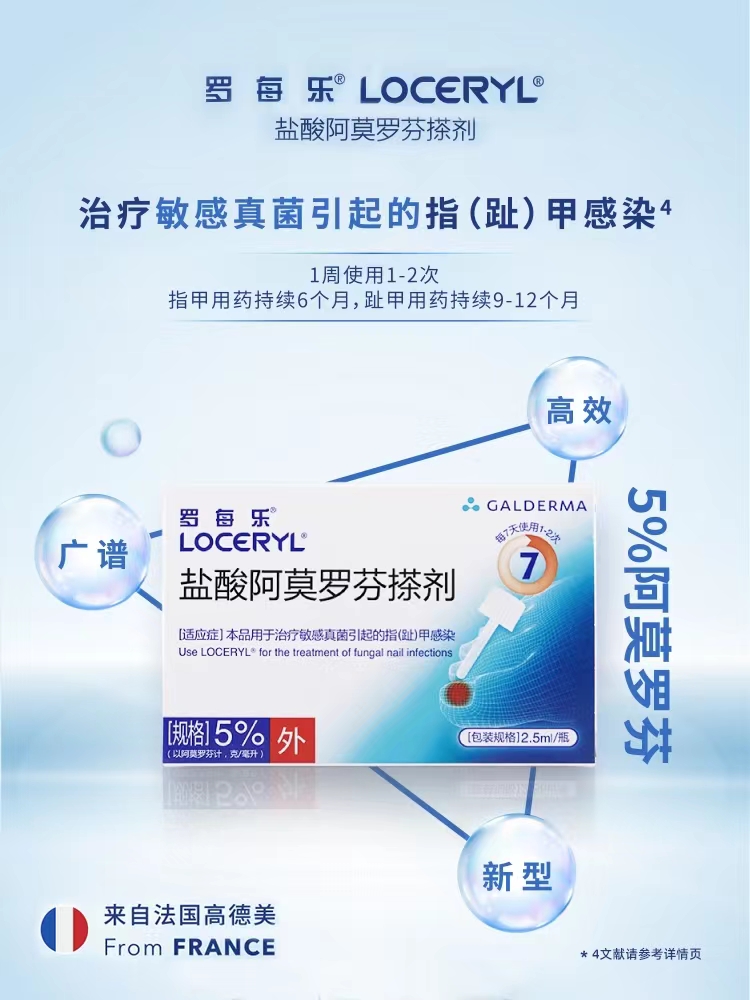 罗每乐® LOCERYL®
盐酸阿莫罗芬搽剂
治疗敏感真菌引起的指(趾)甲感染4
1周使用1-2次
指甲用药持续6个月,趾甲用药持续9-12个月
高效
广谱
罗每乐®
LOCERYL®
GALDERMA
每7天使用1-2次
7
盐酸阿莫罗芬搽剂
[适应症]本品用于治疗敏感真菌引起的指(趾)甲感染
Use LOCERYL® for the treatment of fungal nail infections
[规格]5%
(以阿莫罗芬计,克/毫升)
外
[包装规格]2.5ml/瓶
5%阿莫罗芬
新型
来自法国高德美
From FRANCE
*4文献请参考详情页